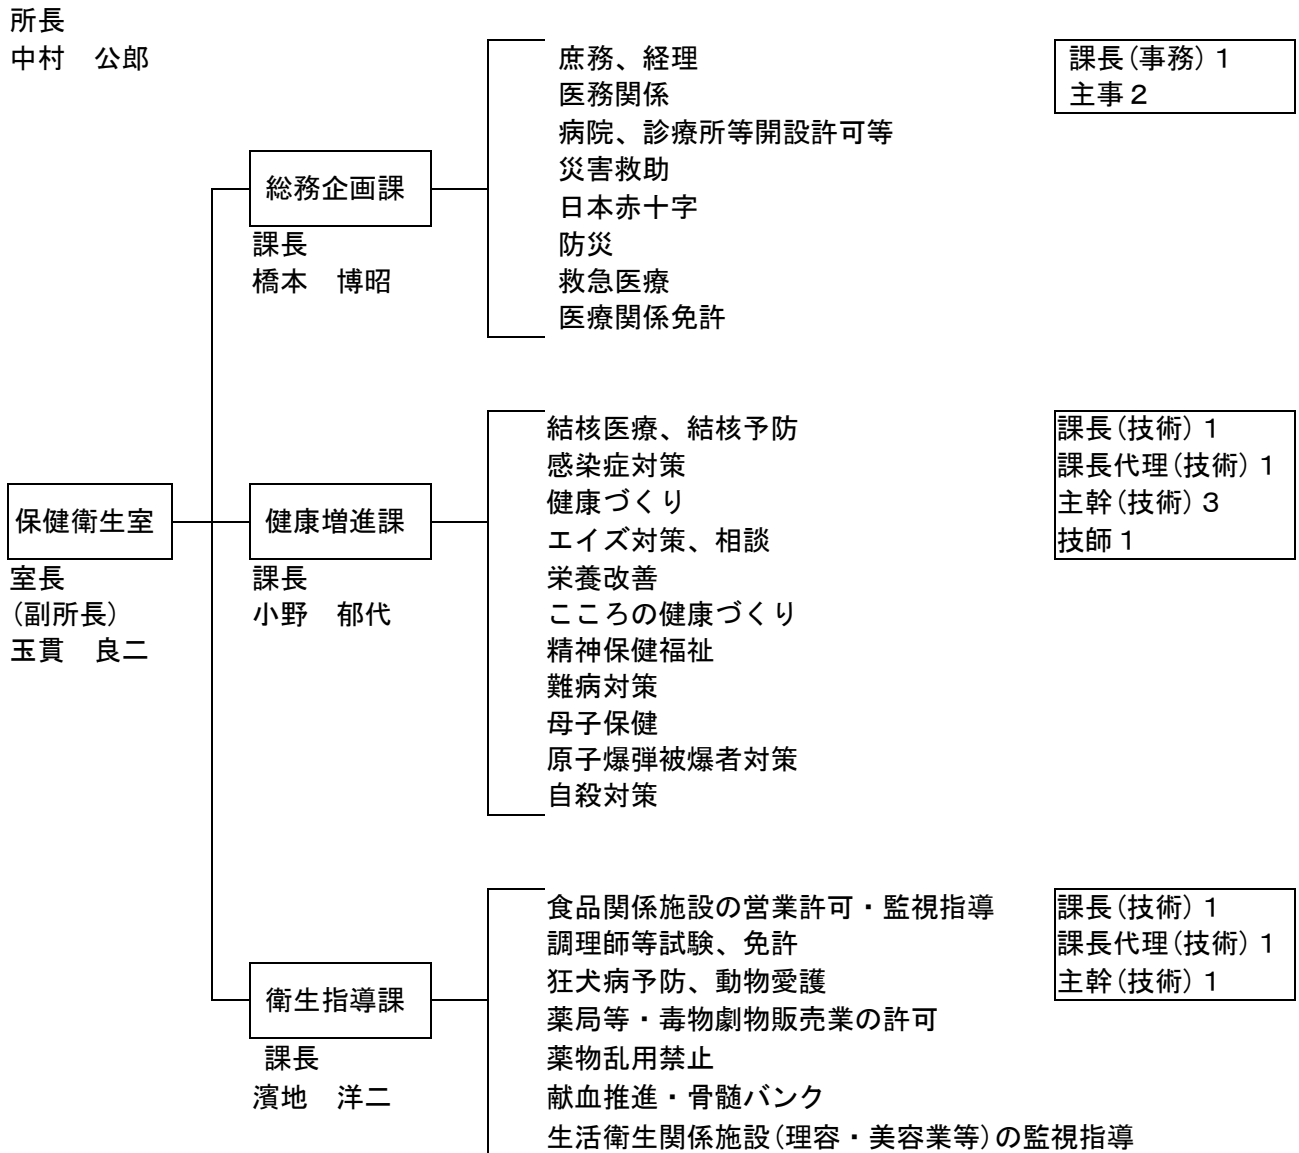 所長
中村　公郎
庶務、経理
医務関係
病院、診療所等開設許可等
災害救助
日本赤十字
防災
救急医療
医療関係免許
課長(事務)１
主事２
総務企画課
課長
橋本　博昭
保健衛生室
室長
(副所長)
玉貫　良二
健康増進課
課長
小野　郁代
結核医療、結核予防
感染症対策
健康づくり
エイズ対策、相談
栄養改善
こころの健康づくり
精神保健福祉
難病対策
母子保健
原子爆弾被爆者対策
自殺対策
課長(技術)１
課長代理(技術)１
主幹(技術)３
技師１
衛生指導課
課長
濱地　洋二
食品関係施設の営業許可・監視指導
調理師等試験、免許
狂犬病予防、動物愛護
薬局等・毒物劇物販売業の許可
薬物乱用禁止
献血推進・骨髄バンク
生活衛生関係施設(理容・美容業等)の監視指導
課長(技術)１
課長代理(技術)１
主幹(技術)１